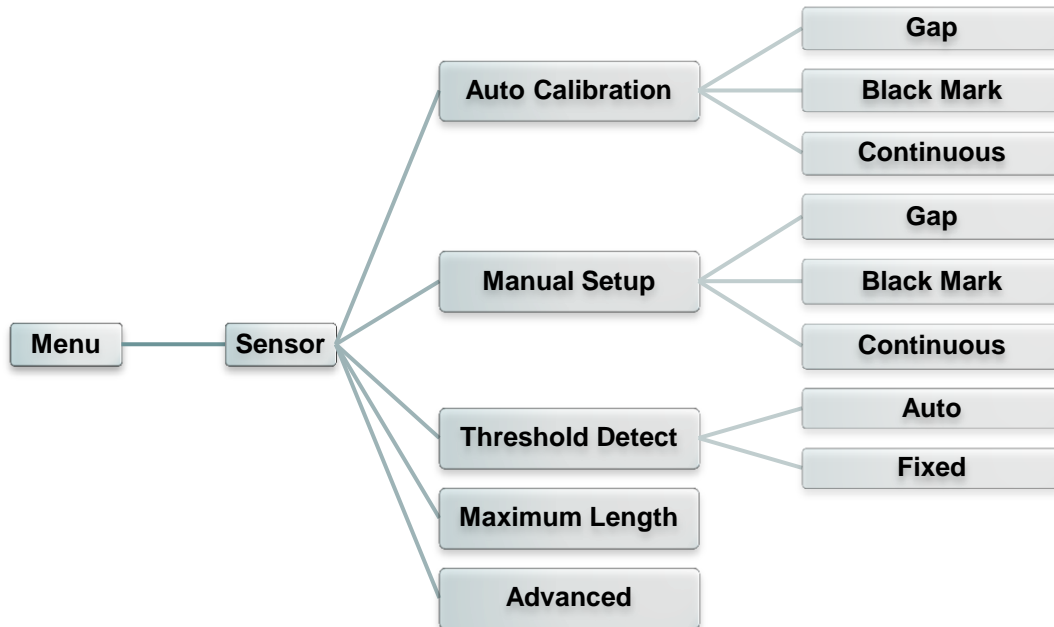 Menu
Sensor
Auto Calibration
Gap
Black Mark
Continuous
Manual Setup
Gap
Black Mark
Continuous
Threshold Detect
Auto
Fixed
Maximum Length
Advanced